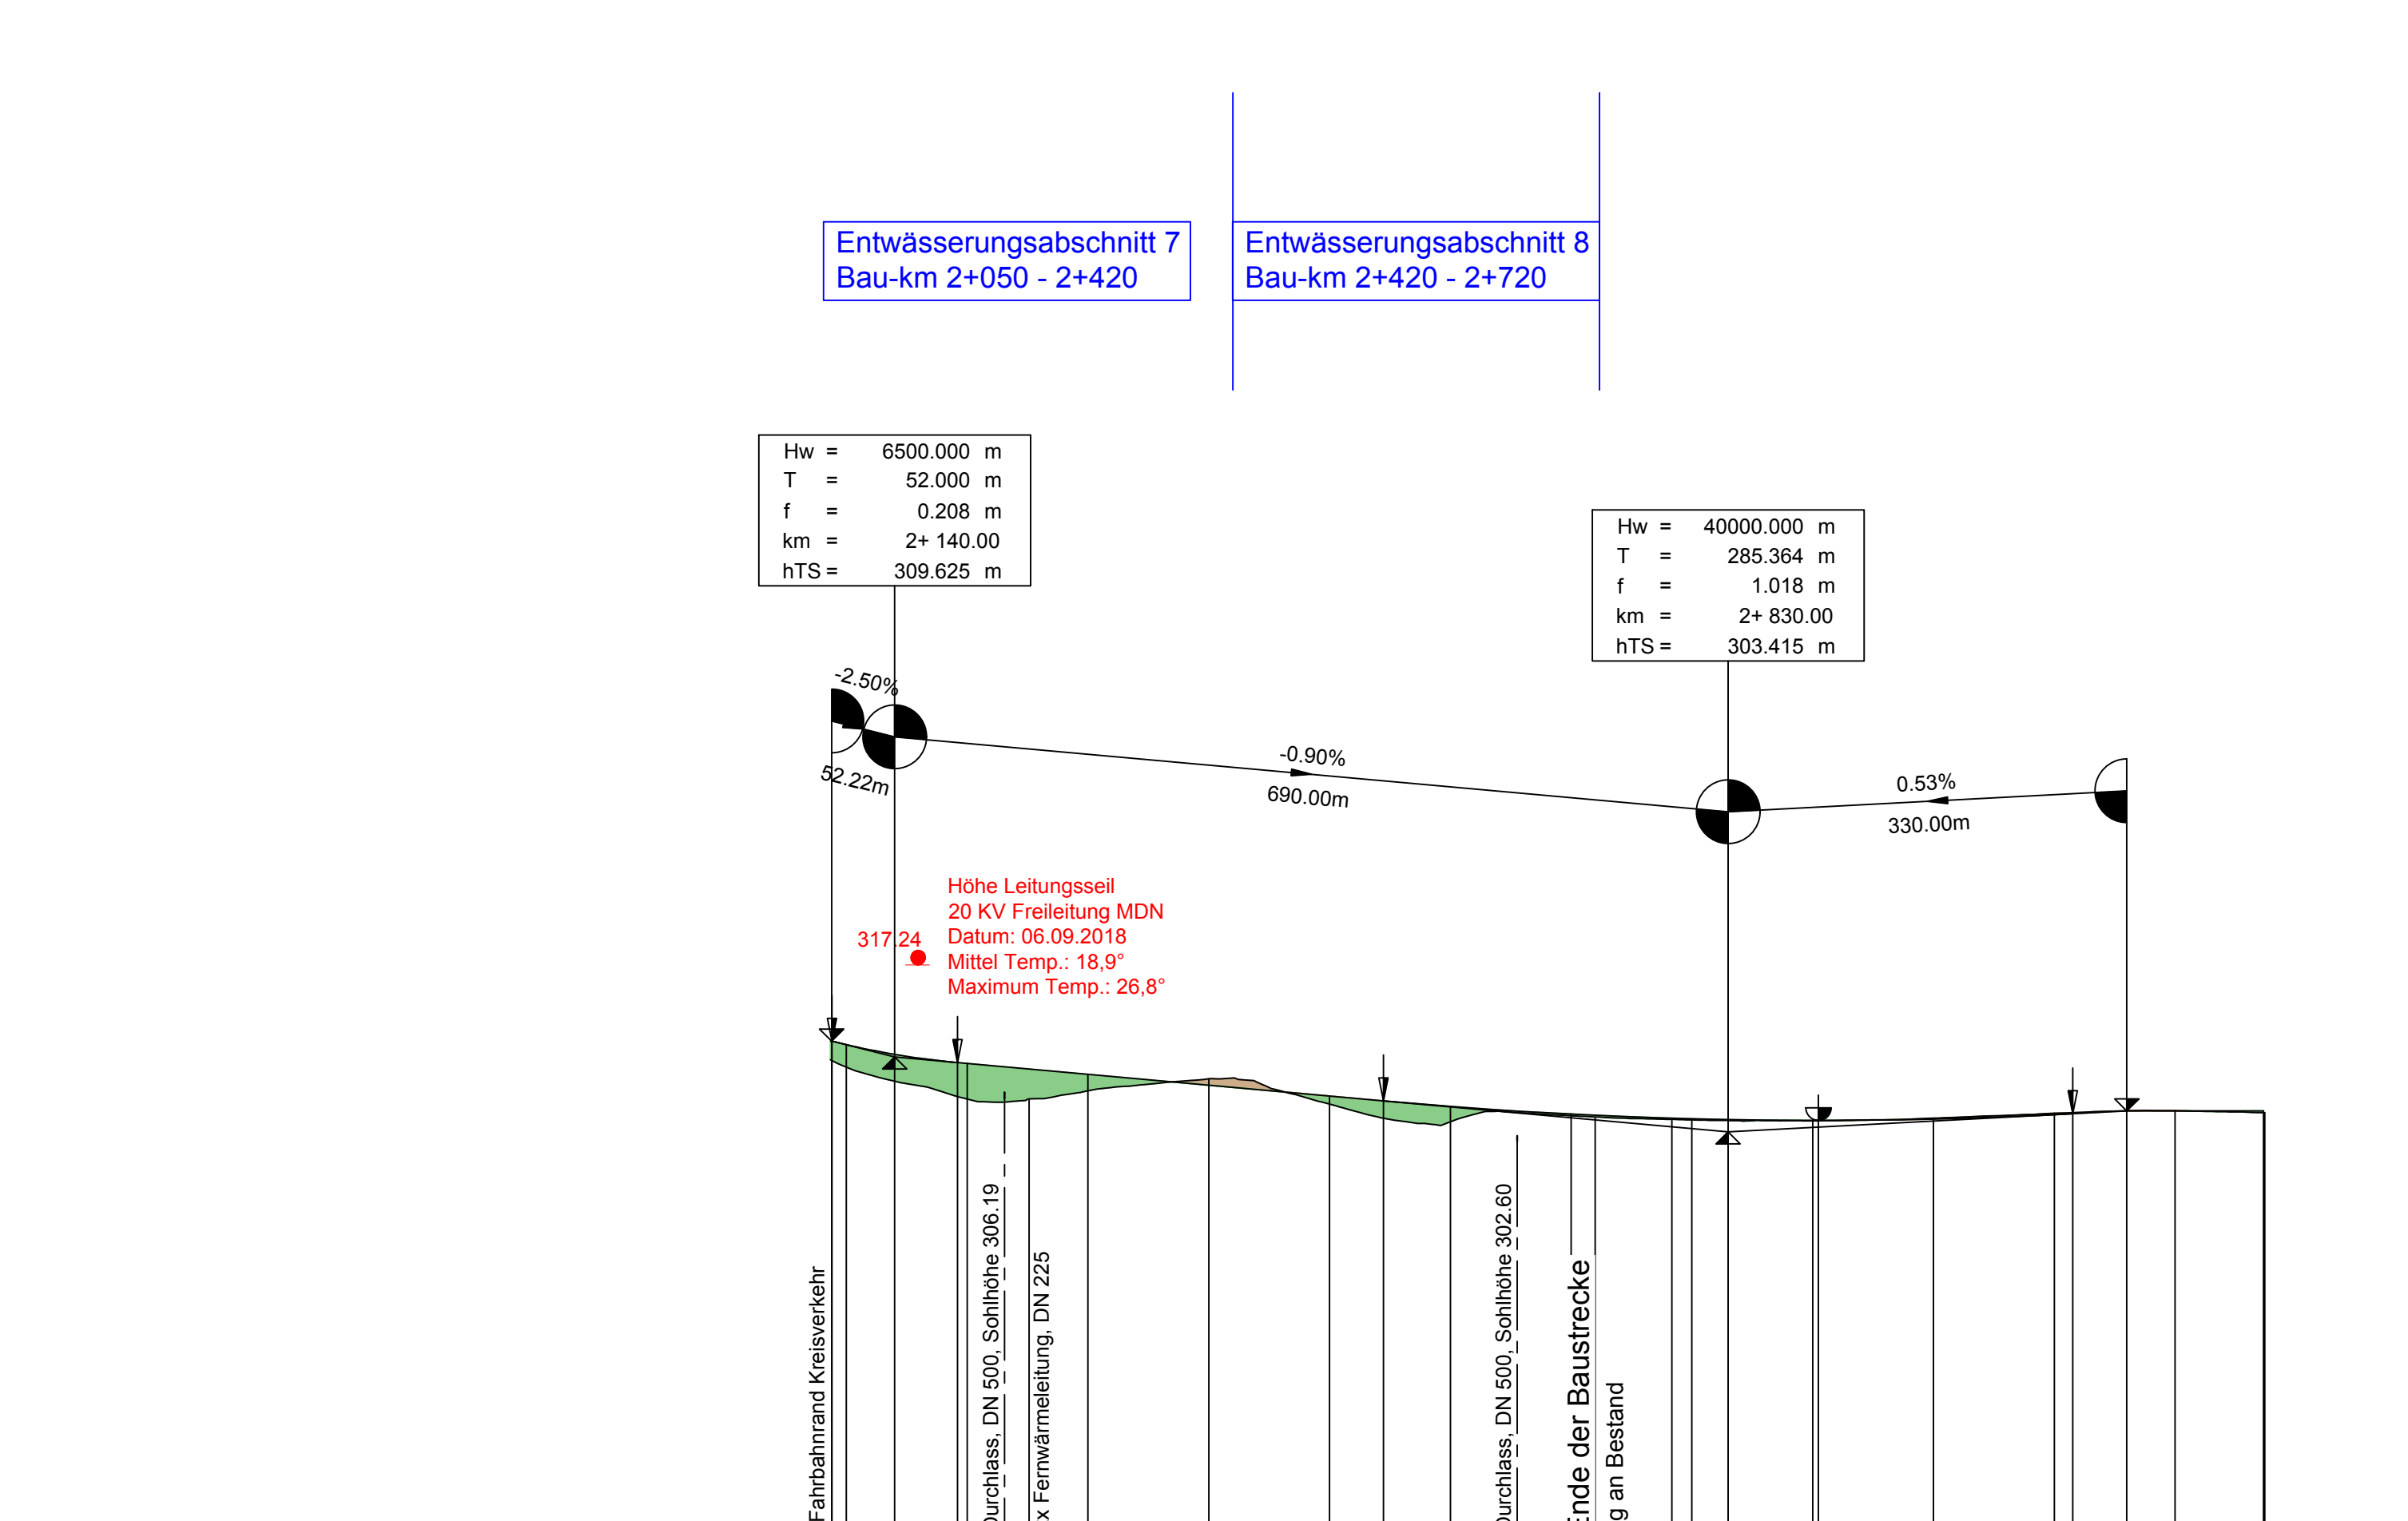 Entwässerungsabschnitt 7
Bau-km 2+050 - 2+420
Entwässerungsabschnitt 8
Bau-km 2+420 - 2+720
Hw = 6500.000 m
T = 52.000 m
f = 0.208 m
km = 2+ 140.00
hTS = 309.625 m
Hw = 40000.000 m
T = 285.364 m
f = 1.018 m
km = 2+ 830.00
hTS = 303.415 m
-2.50%
52.22m
-0.90%
690.00m
0.53%
330.00m
317.24
Höhe Leitungsseil
20 KV Freileitung MDN
Datum: 06.09.2018
Mittel Temp.: 18,9°
Maximum Temp.: 26,8°
Fahrbahnrand Kreisverkehr
Durchlass, DN 500, Sohlhöhe 306.19
x Fernwärmeleitung, DN 225
Durchlass, DN 500, Sohlhöhe 302.60
Ende der Baustrecke
g an Bestand